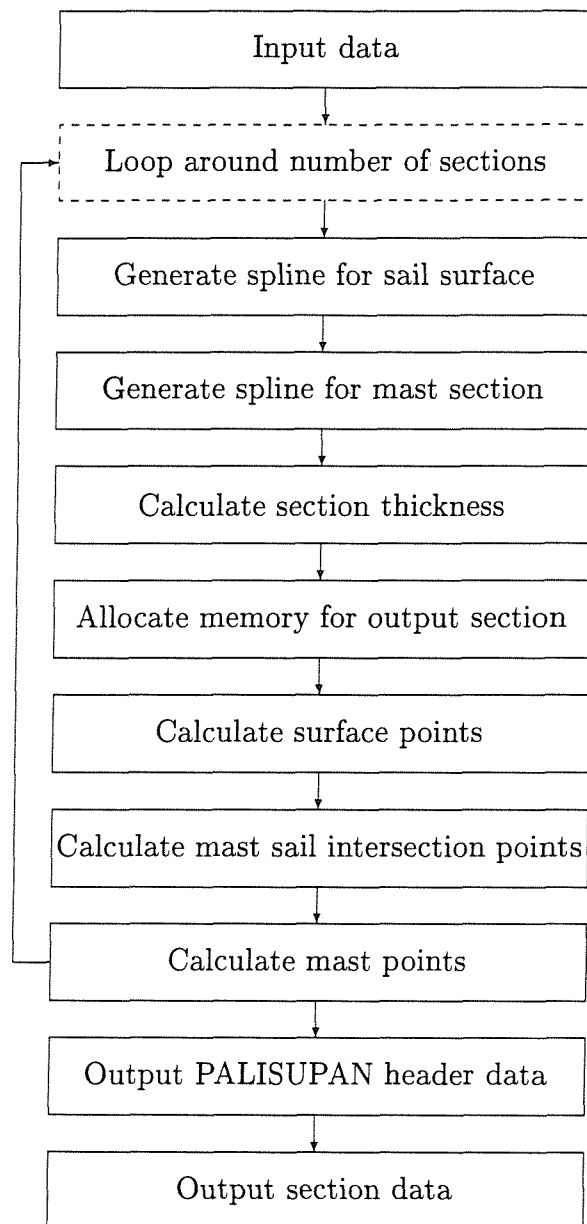 Input data
Loop around number of sections
Generate spline for sail surface
Generate spline for mast section
Calculate section thickness
Allocate memory for output section
Calculate surface points
Calculate mast sail intersection points
Calculate mast points
Output PALISUPAN header data
Output section data